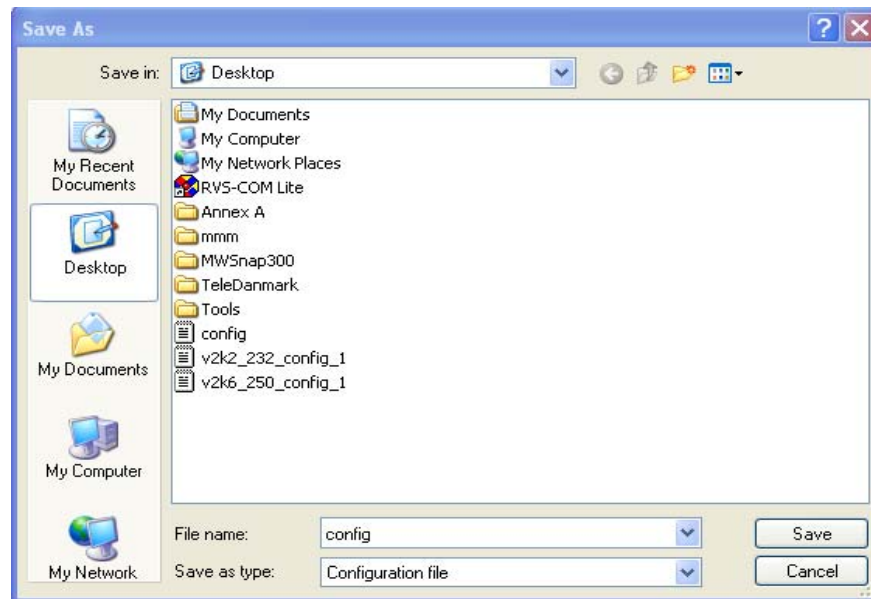 Save As
Save in:
Desktop
My Recent
Documents
Desktop
My Documents
My Computer
My Network
My Documents
My Computer
My Network Places
RVS-COM Lite
Annex A
mmm
MWSnap300
TeleDanmark
Tools
config
v2k2_232_config_1
v2k6_250_config_1
File name:
config
Save
Save as type:
Configuration file
Cancel